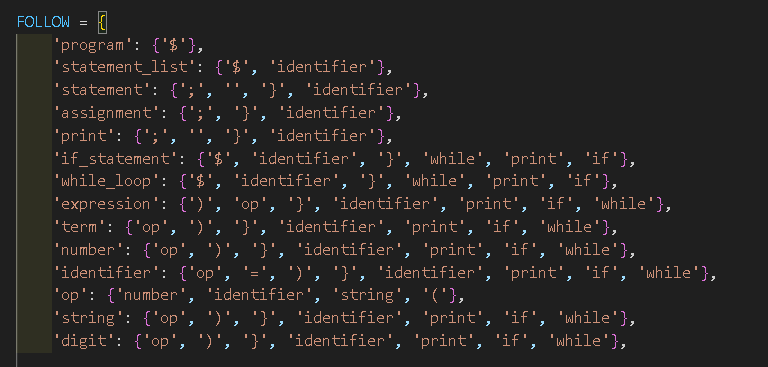 FOLLOW = {
    'program': {'$'},
    'statement_list': {'$', 'identifier'},
    'statement': {';', '', '}', 'identifier'},
    'assignment': {';', '}', 'identifier'},
    'print': {';', '', '}', 'identifier'},
    'if_statement': {'$', 'identifier', '}', 'while', 'print', 'if'},
    'while_loop': {'$', 'identifier', '}', 'while', 'print', 'if'},
    'expression': {')', 'op', '}', 'identifier', 'print', 'if', 'while'},
    'term': {'op', ')', '}', 'identifier', 'print', 'if', 'while'},
    'number': {'op', ')', '}', 'identifier', 'print', 'if', 'while'},
    'identifier': {'op', '=', ')', '}', 'identifier', 'print', 'if', 'while'},
    'op': {'number', 'identifier', 'string', '('},
    'string': {'op', ')', '}', 'identifier', 'print', 'if', 'while'},
    'digit': {'op', ')', '}', 'identifier', 'print', 'if', 'while'},